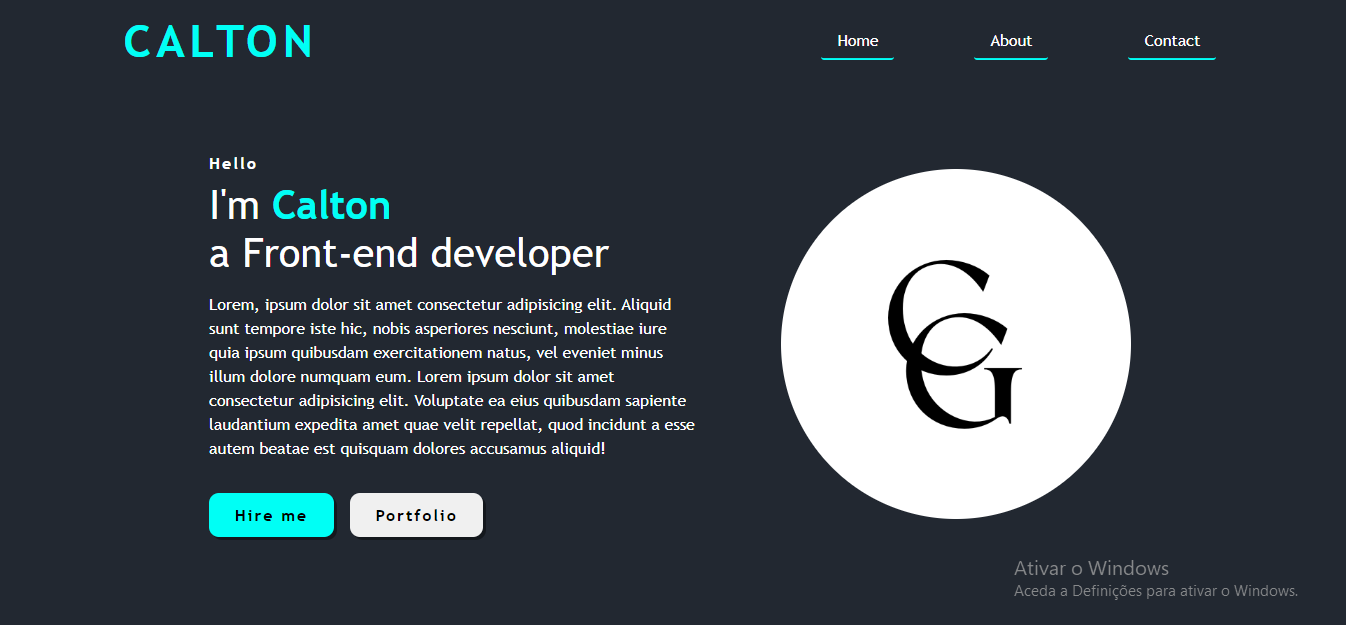 CALTON
Home About Contact
Hello
I'm Calton
a Front-end developer
Lorem, ipsum dolor sit amet consectetur adipisicing elit. Aliquid
sunt tempore iste hic, nobis asperiores nesciunt, molestiae iure
quia ipsum quibusdam exercitationem natus, vel eveniet minus
illum dolore numquam eum. Lorem ipsum dolor sit amet
consectetur adipisicing elit. Voluptate ea eius quibusdam sapiente
laudantium expedita amet quae velit repellat, quod incidunt a esse
autem beatae est quisquam dolores accusamus aliquid!
Hire me Portfolio
CG
Ativar o Windows
Aceda a Definições para ativar o Windows.